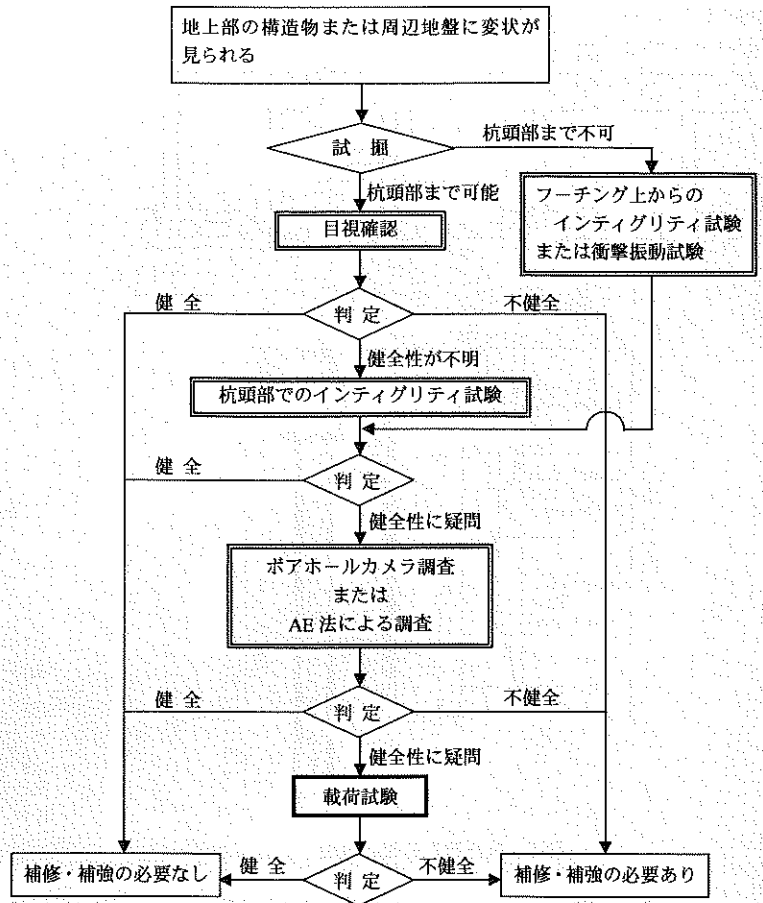 地上部の構造物または周辺地盤に変状が
見られる
試 掘
杭頭部まで不可
杭頭部まで可能
フーチング上からの
インティグリティ試験
または衝撃振動試験
目視確認
健 全
判 定
不健全
健全性が不明
杭頭部でのインティグリティ試験
健 全
判 定
健全性に疑問
ボアホールカメラ調査
または
AE 法による調査
健 全
判 定
不健全
健全性に疑問
載荷試験
補修・補強の必要なし
健 全
判 定
不健全
補修・補強の必要あり